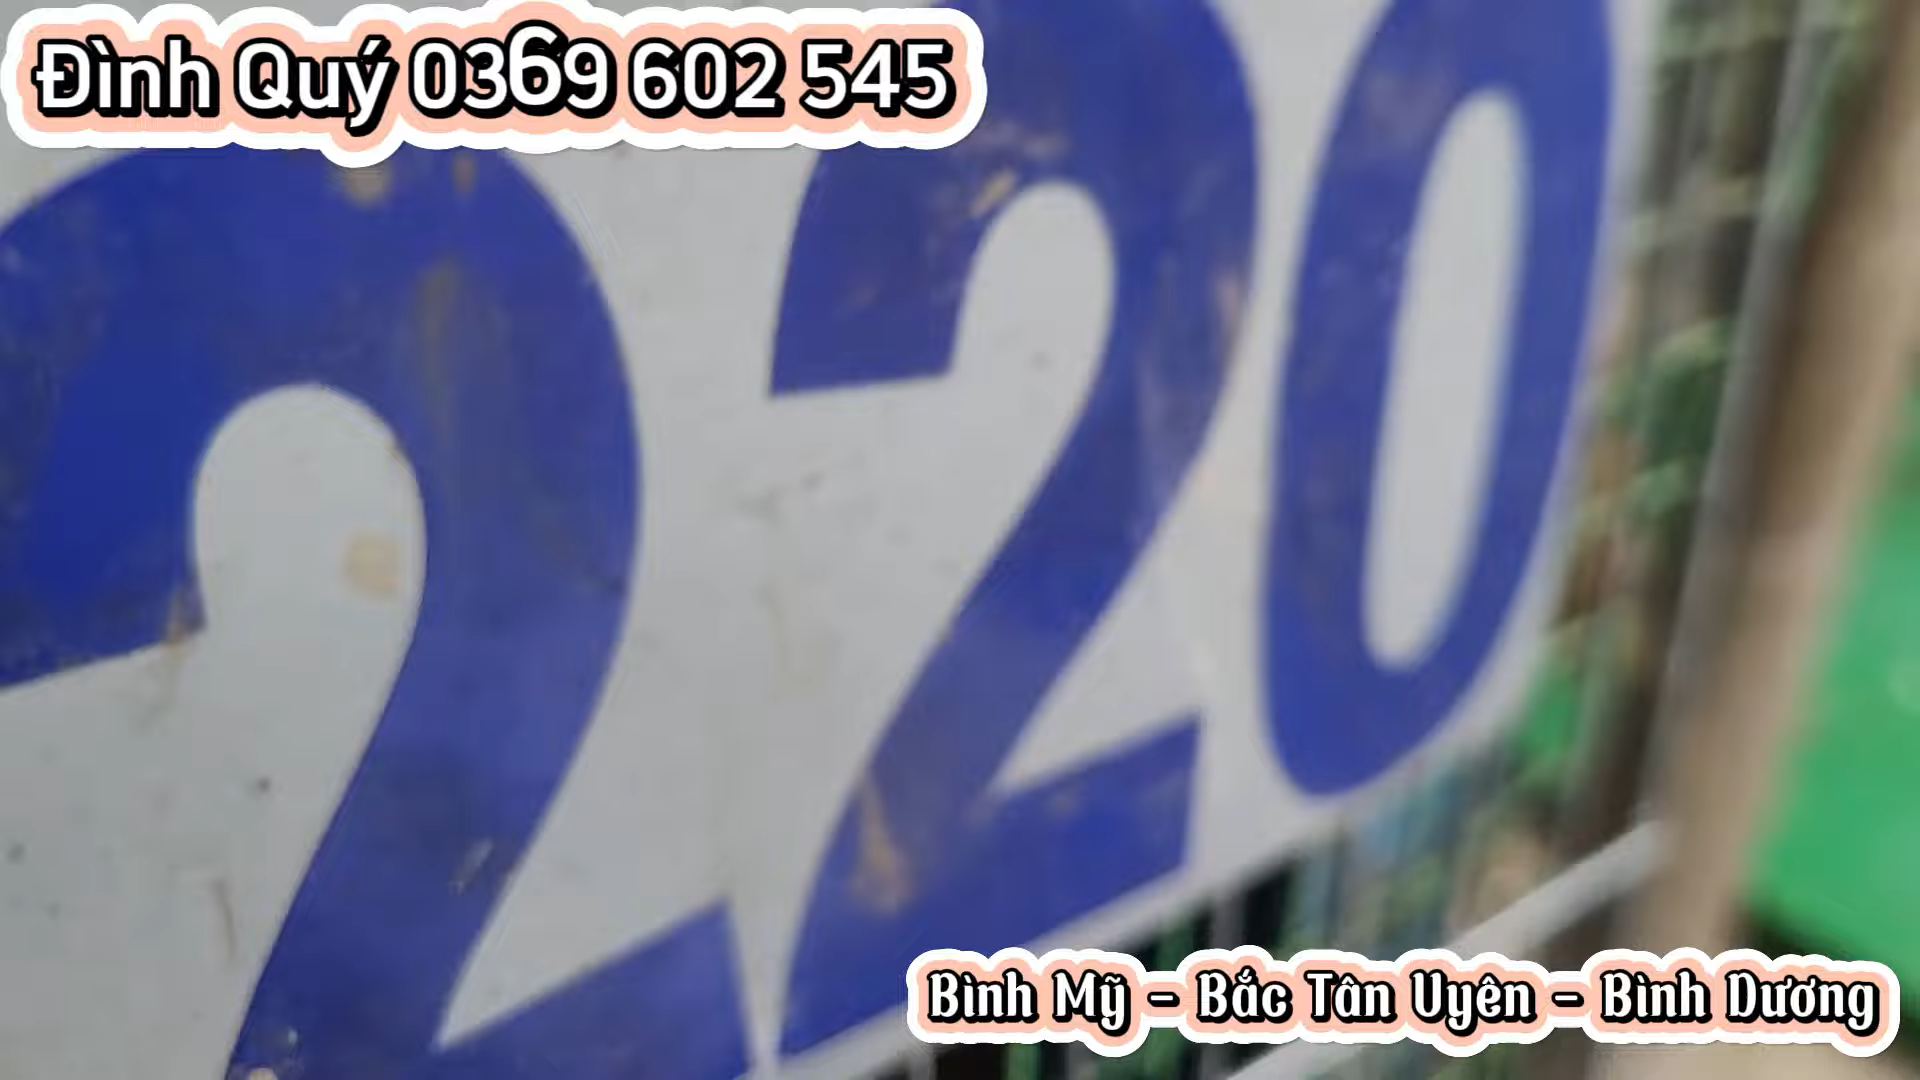 Đình Quý 0369 602 545
220
Bình Mỹ - Bắc Tân Uyên - Bình Dương